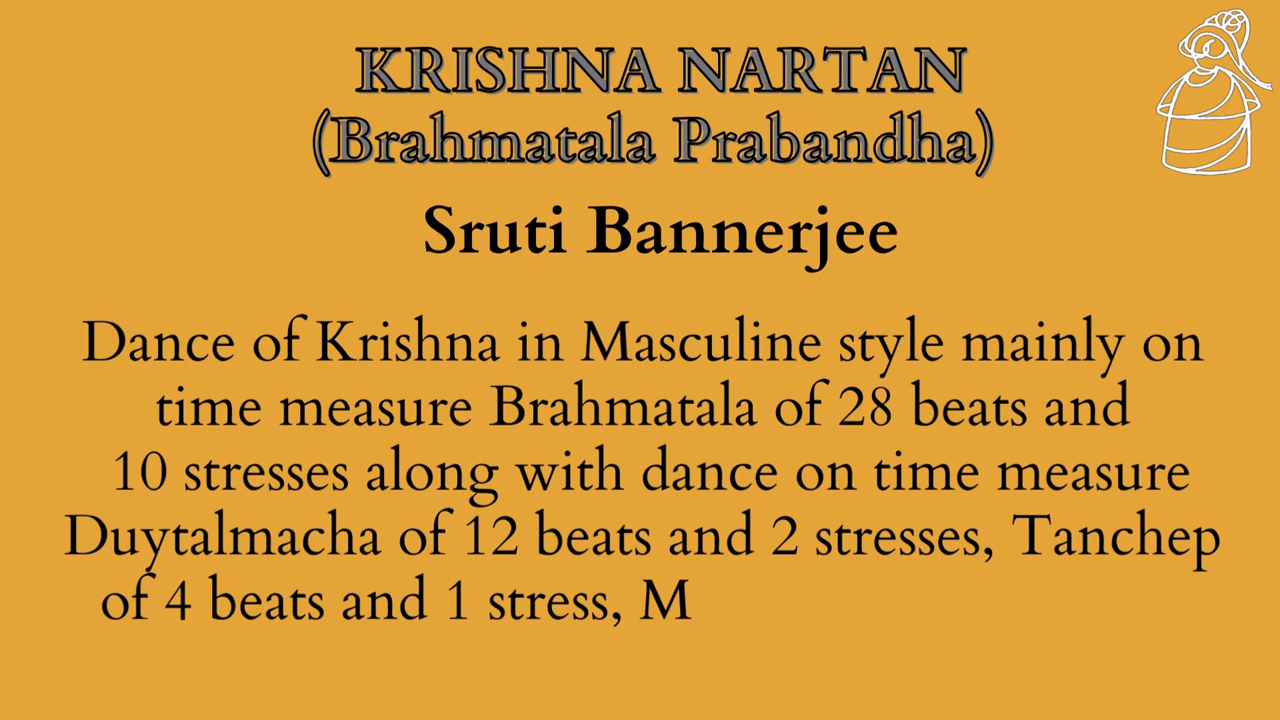 KRISHNA NARTAN
(Brahmatala Prabandha)
Sruti Bannerjee
Dance of Krishna in Masculine style mainly on
time measure Brahmatala of 28 beats and
10 stresses along with dance on time measure
Duytalmacha of 12 beats and 2 stresses, Tanchep
of 4 beats and 1 stress, M